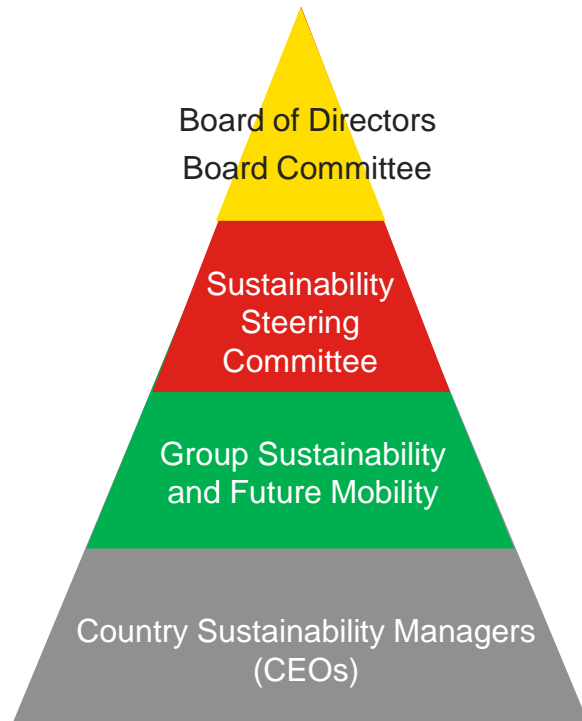 Board of Directors
Board Committee
Sustainability
Steering
Committee
Group Sustainability
and Future Mobility
Country Sustainability Managers
(CEOs)